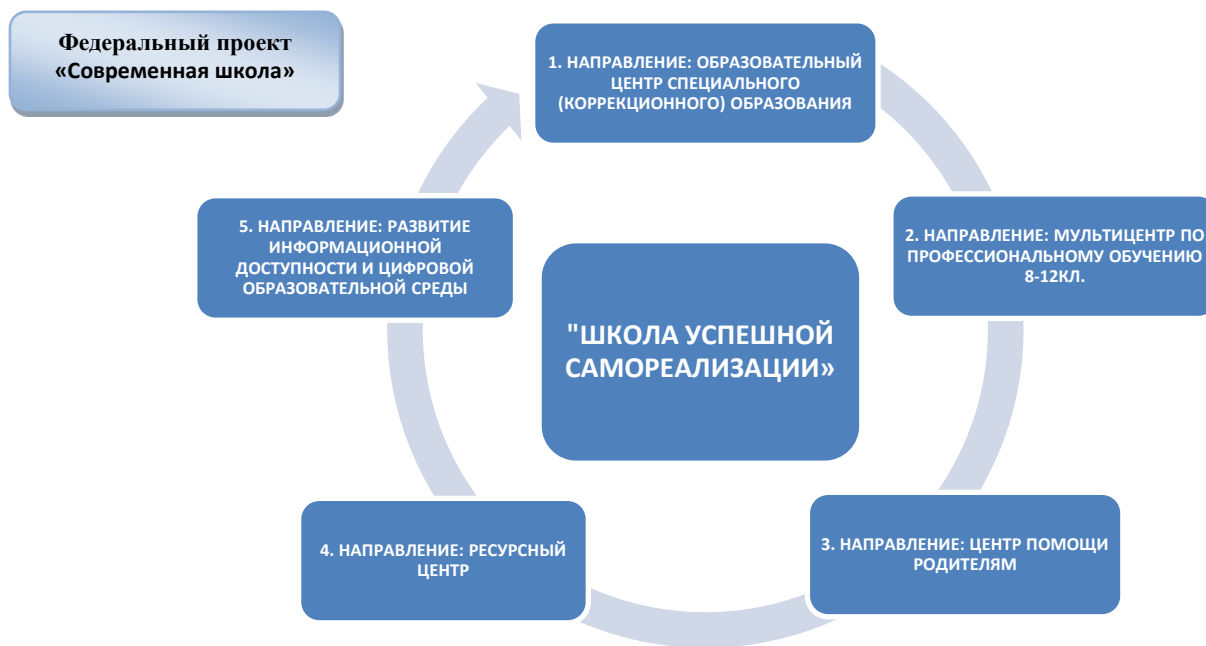 Федеральный проект
«Современная школа»
1. НАПРАВЛЕНИЕ: ОБРАЗОВАТЕЛЬНЫЙ
ЦЕНТР СПЕЦИАЛЬНОГО
(КОРРЕКЦИОННОГО) ОБРАЗОВАНИЯ
2. НАПРАВЛЕНИЕ: МУЛЬТИЦЕНТР ПО
ПРОФЕССИОНАЛЬНОМУ ОБУЧЕНИЮ
8-12КЛ.
3. НАПРАВЛЕНИЕ: ЦЕНТР ПОМОЩИ
РОДИТЕЛЯМ
4. НАПРАВЛЕНИЕ: РЕСУРСНЫЙ
ЦЕНТР
5. НАПРАВЛЕНИЕ: РАЗВИТИЕ
ИНФОРМАЦИОННОЙ
ДОСТУПНОСТИ И ЦИФРОВОЙ
ОБРАЗОВАТЕЛЬНОЙ СРЕДЫ
"ШКОЛА УСПЕШНОЙ
САМОРЕАЛИЗАЦИИ»